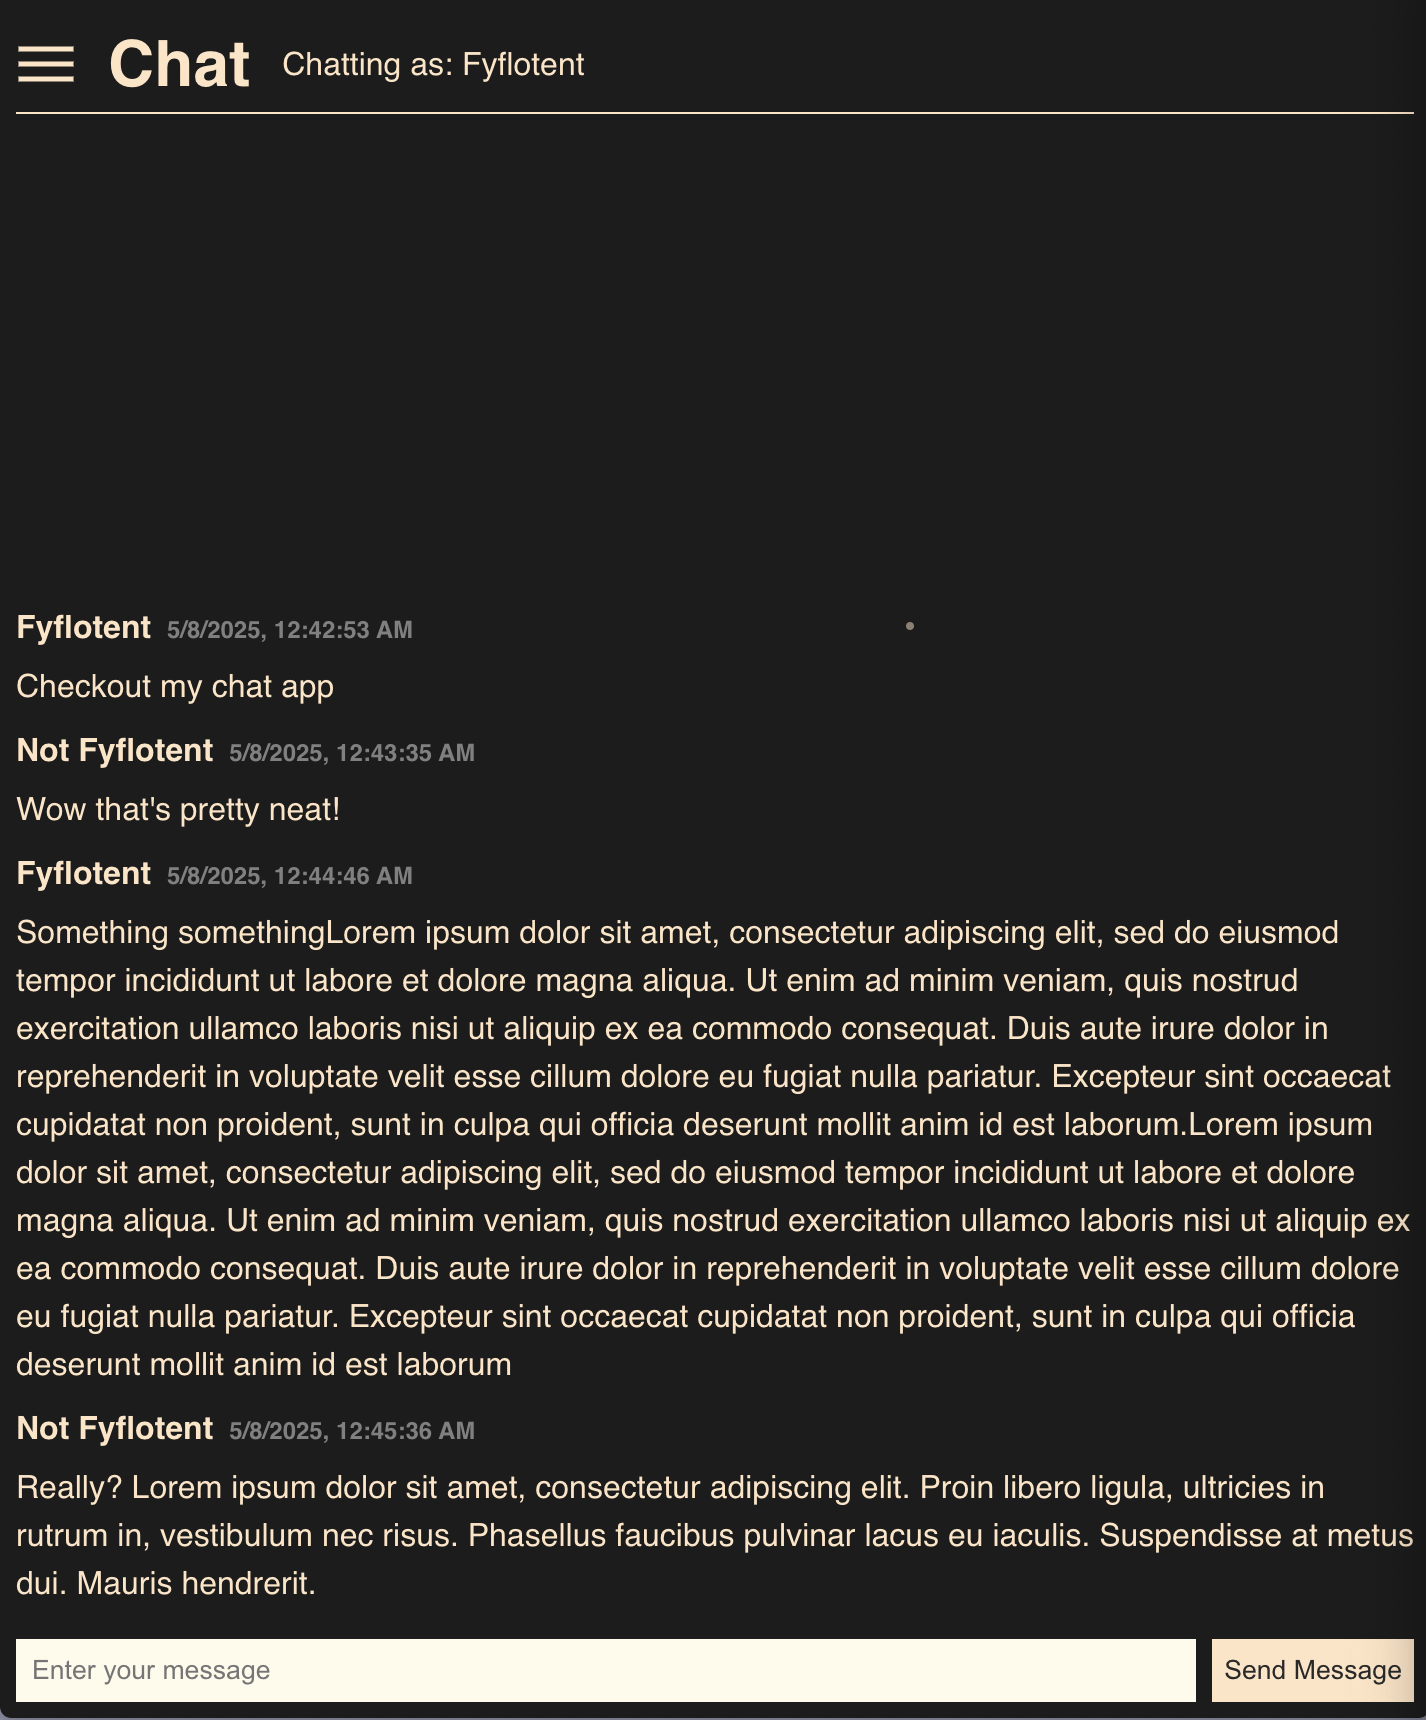 Chat Chatting as: Fyflotent
Fyflotent 5/8/2025, 12:42:53 AM
Checkout my chat app
Not Fyflotent 5/8/2025, 12:43:35 AM
Wow that's pretty neat!
Fyflotent 5/8/2025, 12:44:46 AM
Something somethingLorem ipsum dolor sit amet, consectetur adipiscing elit, sed do eiusmod
tempor incididunt ut labore et dolore magna aliqua. Ut enim ad minim veniam, quis nostrud
exercitation ullamco laboris nisi ut aliquip ex ea commodo consequat. Duis aute irure dolor in
reprehenderit in voluptate velit esse cillum dolore eu fugiat nulla pariatur. Excepteur sint occaecat
cupidatat non proident, sunt in culpa qui officia deserunt mollit anim id est laborum.Lorem ipsum
dolor sit amet, consectetur adipiscing elit, sed do eiusmod tempor incididunt ut labore et dolore
magna aliqua. Ut enim ad minim veniam, quis nostrud exercitation ullamco laboris nisi ut aliquip ex
ea commodo consequat. Duis aute irure dolor in reprehenderit in voluptate velit esse cillum dolore
eu fugiat nulla pariatur. Excepteur sint occaecat cupidatat non proident, sunt in culpa qui officia
deserunt mollit anim id est laborum
Not Fyflotent 5/8/2025, 12:45:36 AM
Really? Lorem ipsum dolor sit amet, consectetur adipiscing elit. Proin libero ligula, ultricies in
rutrum in, vestibulum nec risus. Phasellus faucibus pulvinar lacus eu iaculis. Suspendisse at metus
dui. Mauris hendrerit.
Enter your message Send Message